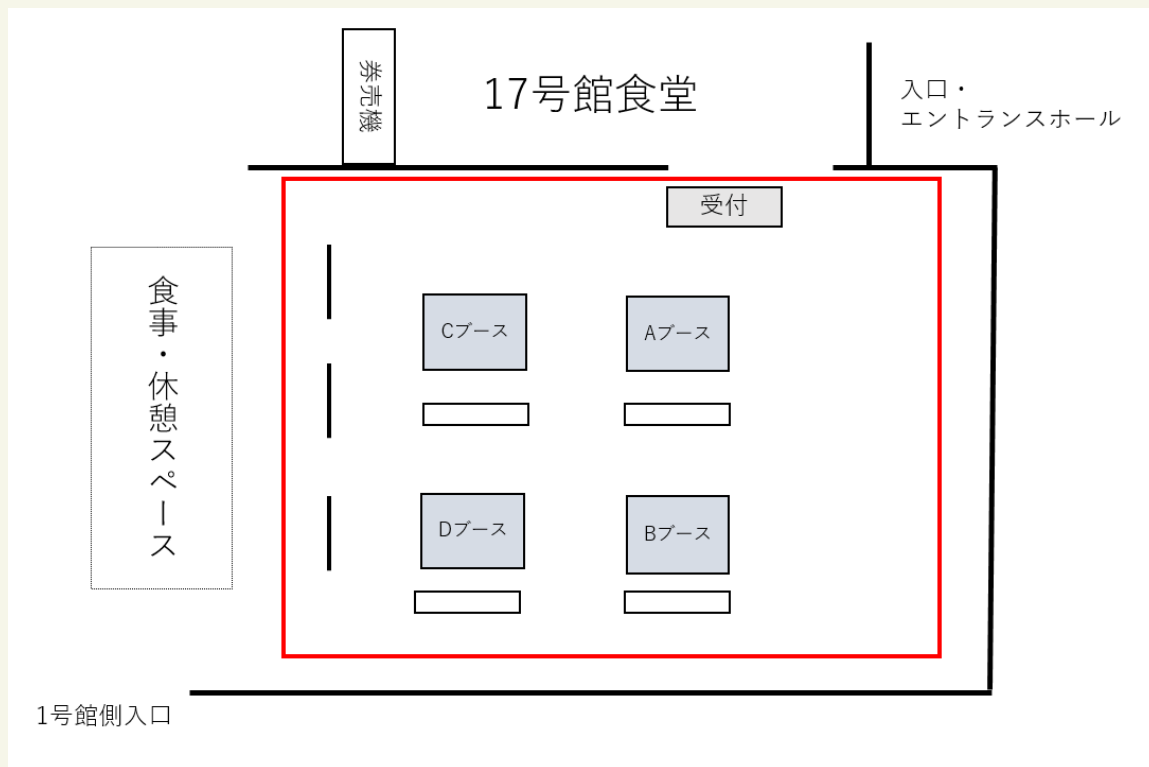 券売機
17号館食堂
入口・
エントランスホール
受付
食事・休憩スペース
Cブース
Aブース
Dブース
Bブース
1号館側入口